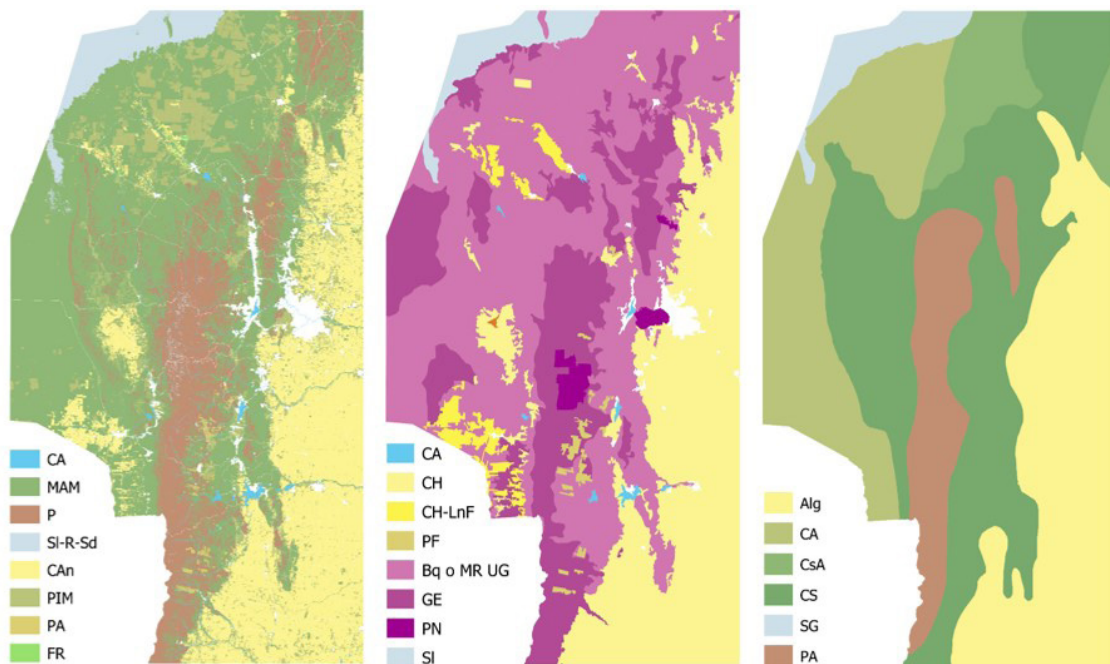 CA
MAM
P
Sl-R-Sd
CAn
PIM
PA
FR
CA
CH
CH-LnF
PF
Bq o MR UG
GE
PN
SI
Alg
CA
CsA
CS
SG
PA